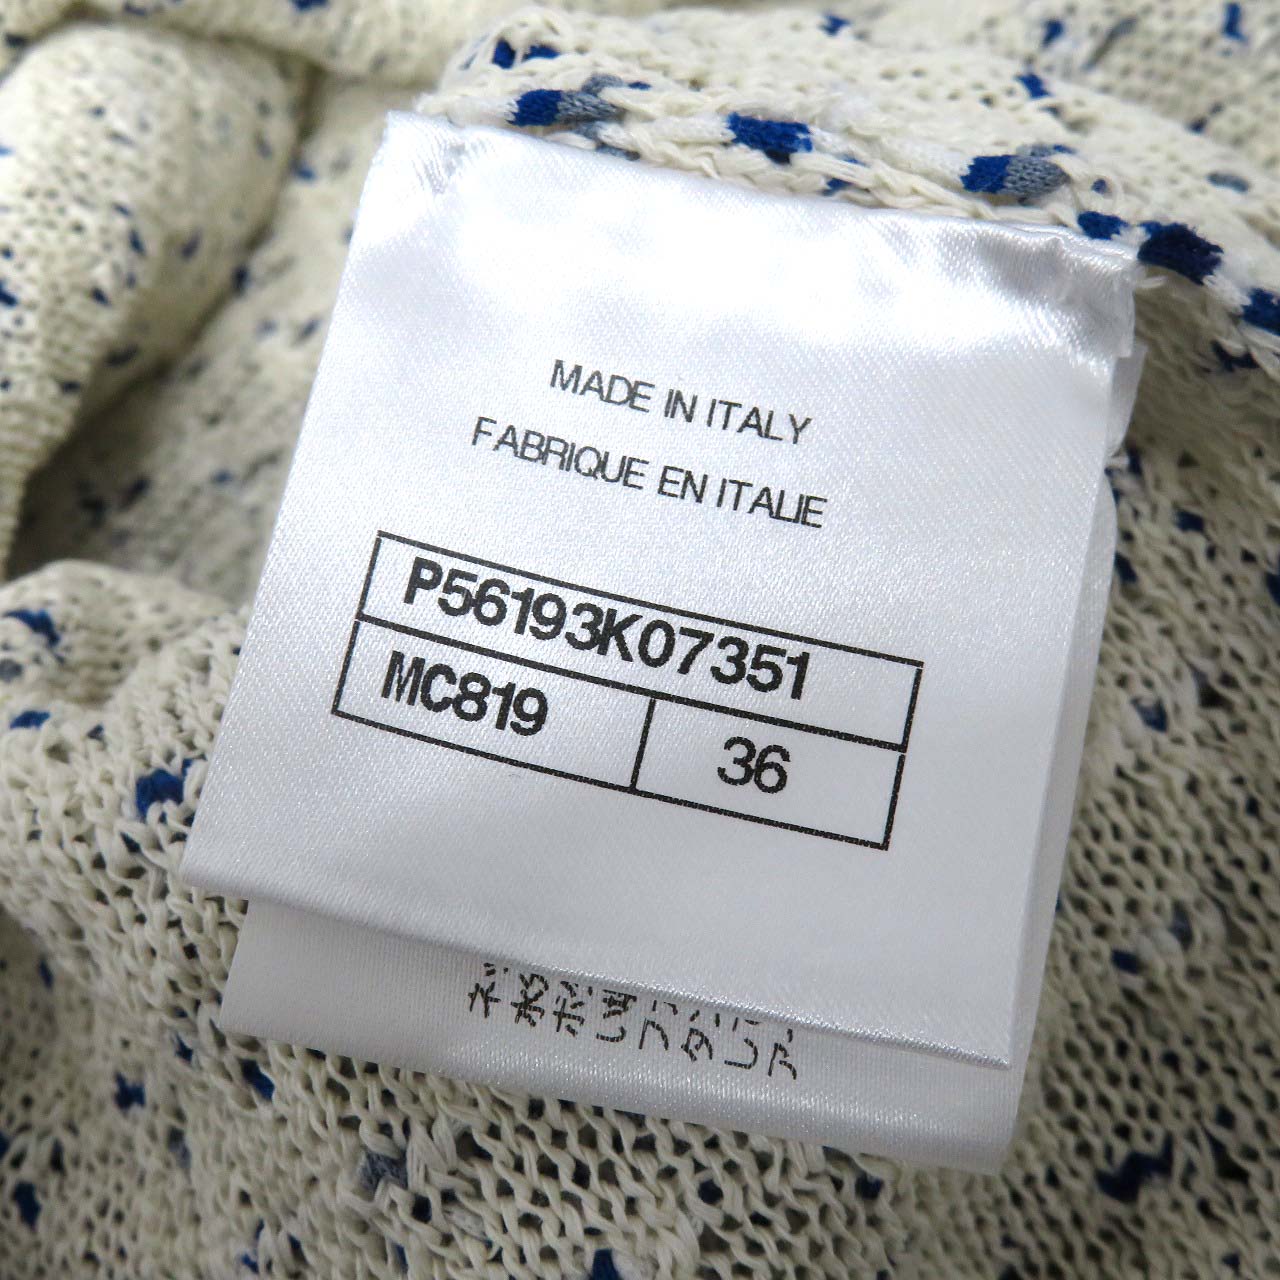 MADE IN ITALY
FABRIQUE EN ITALIE
P56193K07351
MC819 36